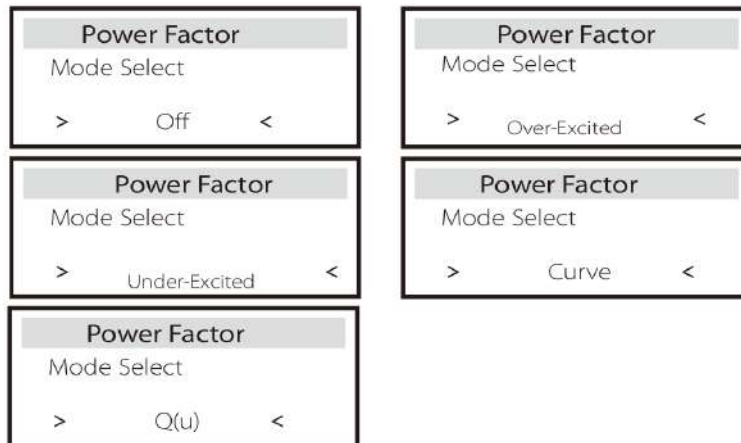 Power Factor
Mode Select
> Off <
Power Factor
Mode Select
> Over-Excited <
Power Factor
Mode Select
> Under-Excited <
Power Factor
Mode Select
> Curve <
Power Factor
Mode Select
> Q(u) <